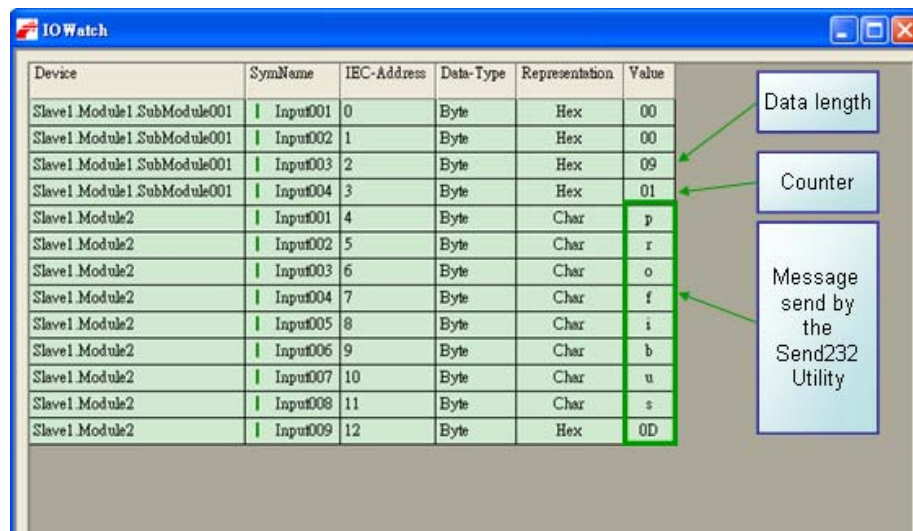 IO Watch
Device SymName IEC-Address Data-Type Representation Value
Slave1.Module1.SubModule001 Input001 0 Byte Hex 00
Slave1.Module1.SubModule001 Input002 1 Byte Hex 00
Slave1.Module1.SubModule001 Input003 2 Byte Hex 09
Slave1.Module1.SubModule001 Input004 3 Byte Hex 01
Slave1.Module2 Input001 4 Byte Char p
Slave1.Module2 Input002 5 Byte Char r
Slave1.Module2 Input003 6 Byte Char o
Slave1.Module2 Input004 7 Byte Char f
Slave1.Module2 Input005 8 Byte Char i
Slave1.Module2 Input006 9 Byte Char b
Slave1.Module2 Input007 10 Byte Char u
Slave1.Module2 Input008 11 Byte Char s
Slave1.Module2 Input009 12 Byte Hex 0D
Data length
Counter
Message
send by
the
Send232
Utility